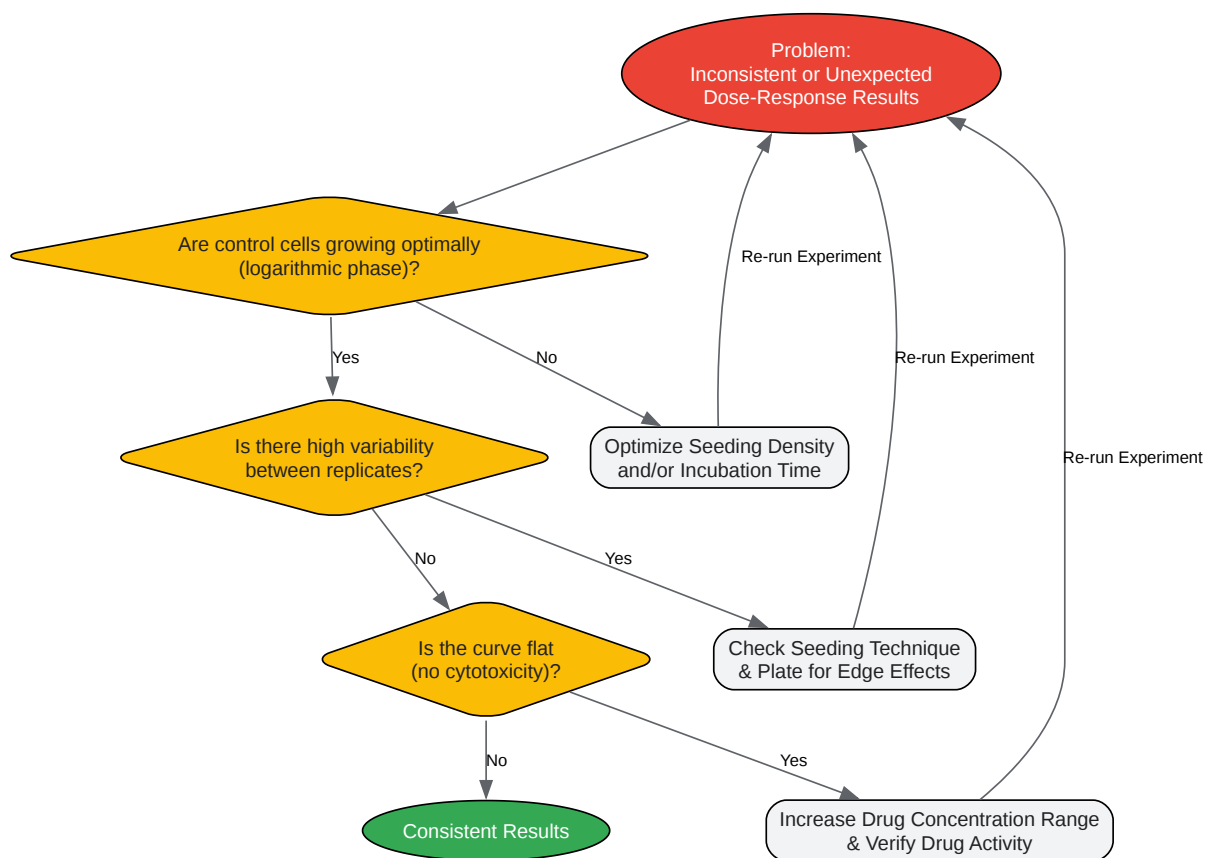 Problem:
Inconsistent or Unexpected
Dose-Response Results
Are control cells growing optimally
(logarithmic phase)?
Re-run Experiment
Yes
No
Re-run Experiment
Is there high variability
between replicates?
Optimize Seeding Density
and/or Incubation Time
Re-run Experiment
No
Yes
Is the curve flat
(no cytotoxicity)?
Check Seeding Technique
& Plate for Edge Effects
No
Yes
Consistent Results
Increase Drug Concentration Range
& Verify Drug Activity